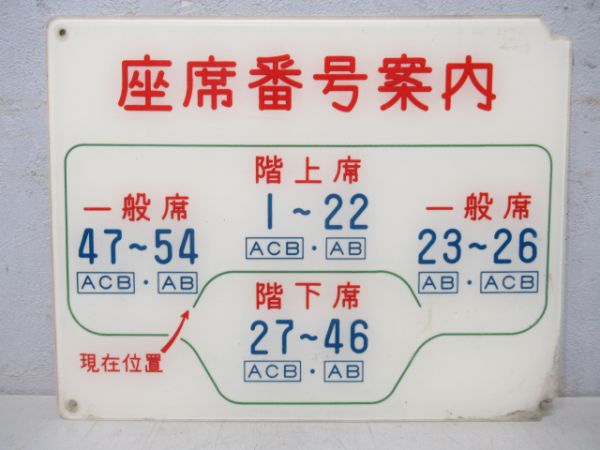 座席番号案内
階上席
1～22
ACB・AB
一般席
47～54
ACB・AB
一般席
23～26
AB・ACB
階下席
27～46
ACB・AB
現在位置